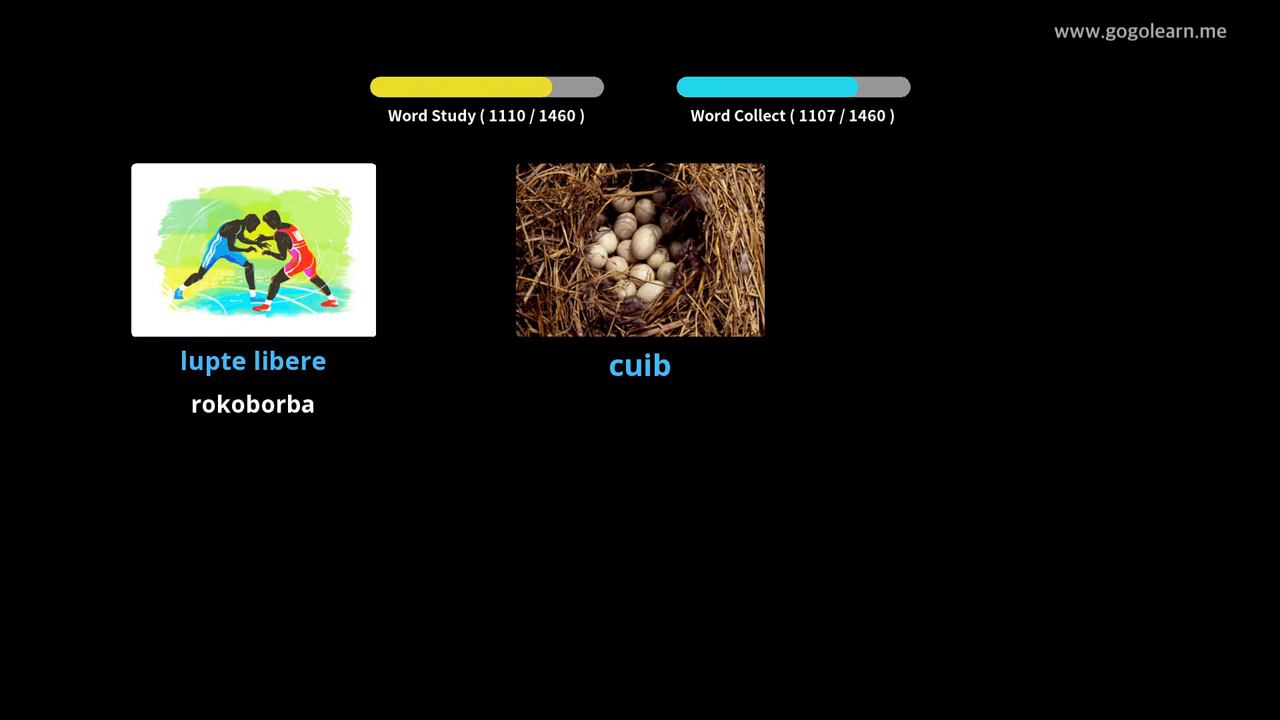 www.gogolearn.me
Word Study ( 1110 / 1460 )
Word Collect ( 1107 / 1460 )
lupte libere
rokoborba
cuib